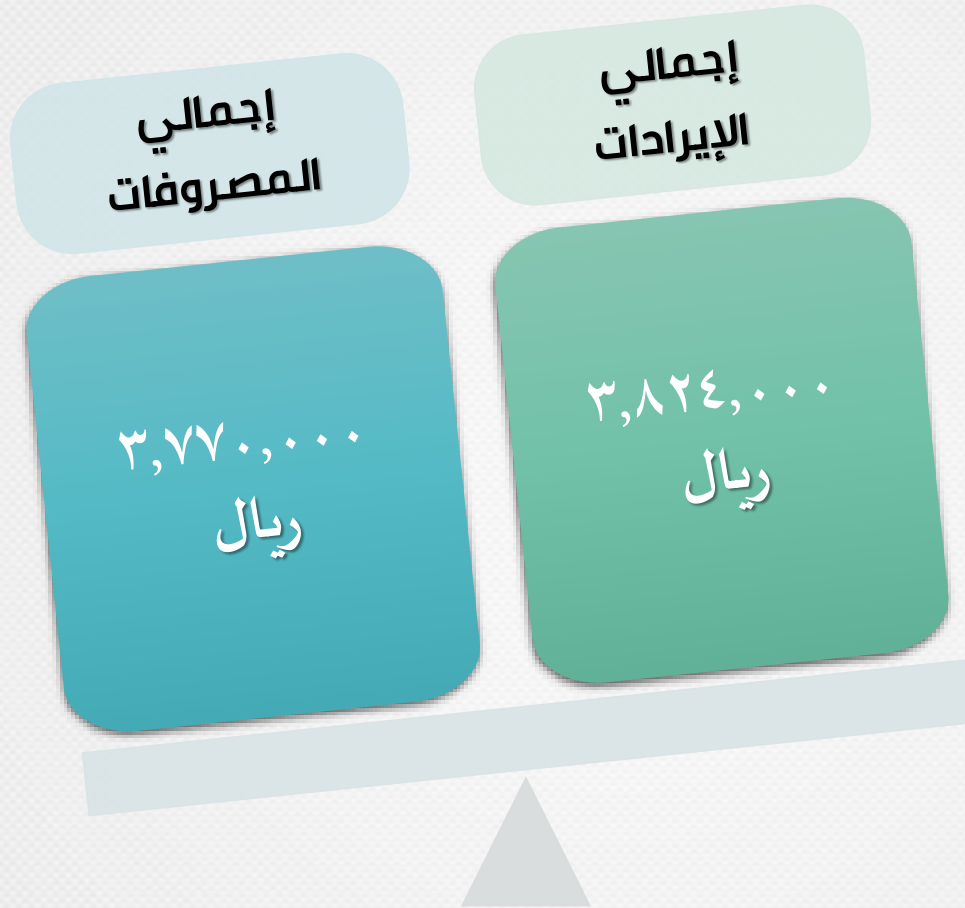 إجمالي
الإيرادات
٣,٨٢٤,٠٠٠
ريال
إجمالي
المصروفات
٣,٧٧٠,٠٠٠
ريال